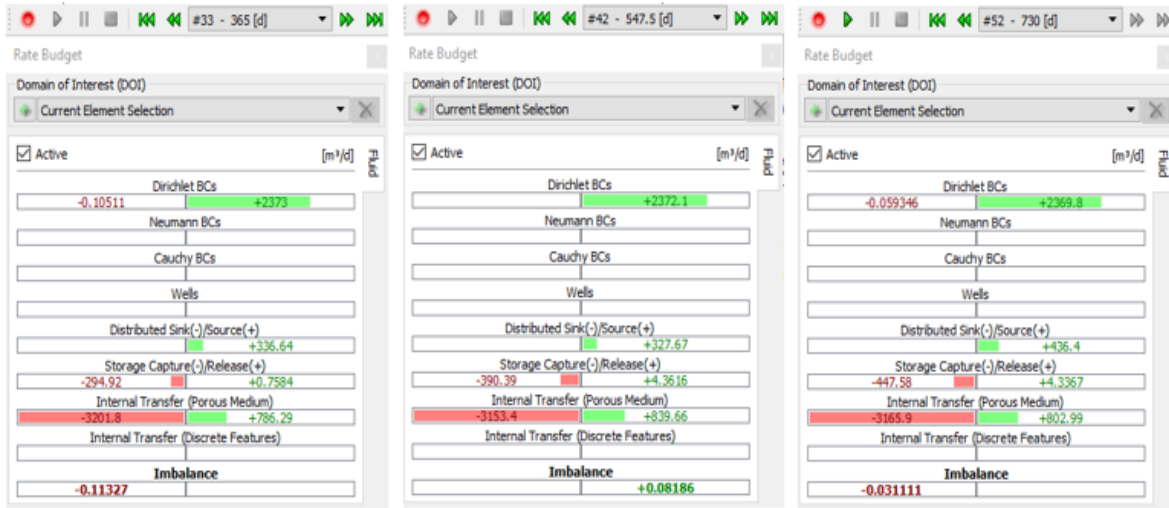 #33 - 365 [d]
Rate Budget
Domain of Interest (DOI)
Current Element Selection
Active [m³/d]
Fluid
Dirichlet BCs
-0.10511 +2373
Neumann BCs
Cauchy BCs
Wells
Distributed Sink(-)/Source(+)
+336.64
Storage Capture(-)/Release(+)
-294.92 +0.7584
Internal Transfer (Porous Medium)
-3201.8 +786.29
Internal Transfer (Discrete Features)
Imbalance
-0.11327
#42 - 547.5 [d]
Rate Budget
Domain of Interest (DOI)
Current Element Selection
Active [m³/d]
Fluid
Dirichlet BCs
+2372.1
Neumann BCs
Cauchy BCs
Wells
Distributed Sink(-)/Source(+)
+327.67
Storage Capture(-)/Release(+)
-390.39 +4.3616
Internal Transfer (Porous Medium)
-3153.4 +839.66
Internal Transfer (Discrete Features)
Imbalance
+0.08186
#52 - 730 [d]
Rate Budget
Domain of Interest (DOI)
Current Element Selection
Active [m³/d]
Fluid
Dirichlet BCs
-0.059346 +2369.8
Neumann BCs
Cauchy BCs
Wells
Distributed Sink(-)/Source(+)
+436.4
Storage Capture(-)/Release(+)
-447.58 +4.3367
Internal Transfer (Porous Medium)
-3165.9 +802.99
Internal Transfer (Discrete Features)
Imbalance
-0.031111